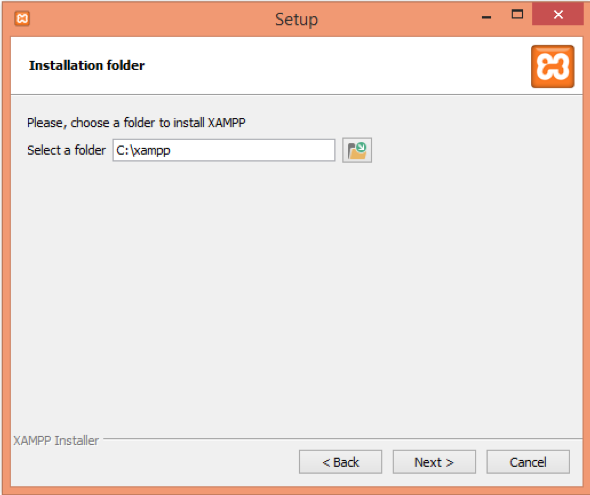 Setup
Installation folder
Please, choose a folder to install XAMPP
Select a folder C:\xampp
XAMPP Installer
< Back Next > Cancel